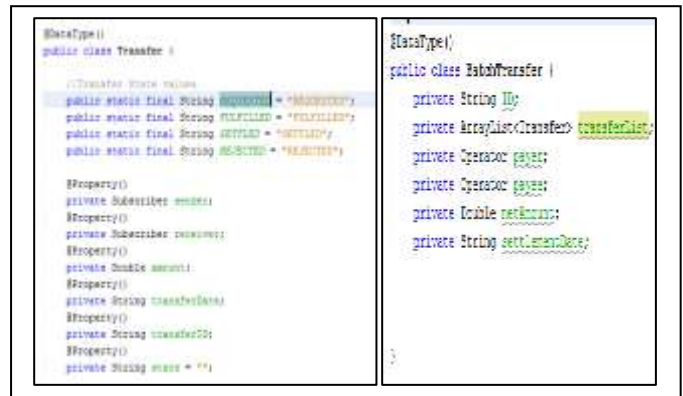 @DataType()
public class Transfer {
//Transfer State values
public static final String REQUESTED = "REQUESTED";
public static final String FULFILLED = "FULFILLED";
public static final String SETTLED = "SETTLED";
public static final String REJECTED = "REJECTED";
@Property()
private Subscriber sender;
@Property()
private Subscriber receiver;
@Property()
private Double amount;
@Property()
private String transferDate;
@Property()
private String transferID;
@Property()
private String state = "";
@DataType()
public class BatchTransfer {
private String ID;
private ArrayList<Transfer> transferList;
private Operator payer;
private Operator payee;
private Double netAmount;
private String settlementDate;
}